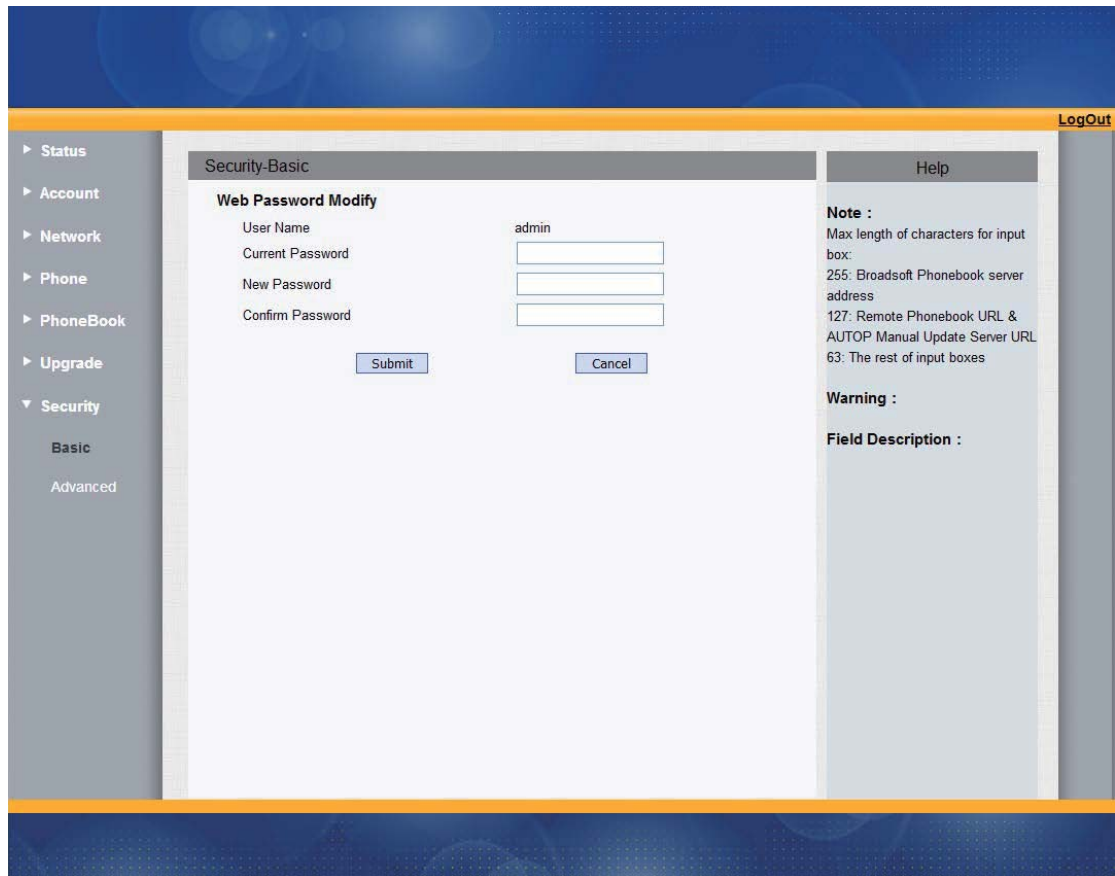 LogOut
Status
Account
Network
Phone
PhoneBook
Upgrade
Security
Basic
Advanced
Security-Basic
Web Password Modify
User Name admin
Current Password
New Password
Confirm Password
Submit Cancel
Help
Note :
Max length of characters for input
box:
255: Broadsoft Phonebook server
address
127: Remote Phonebook URL &
AUTOP Manual Update Server URL
63: The rest of input boxes
Warning :
Field Description :